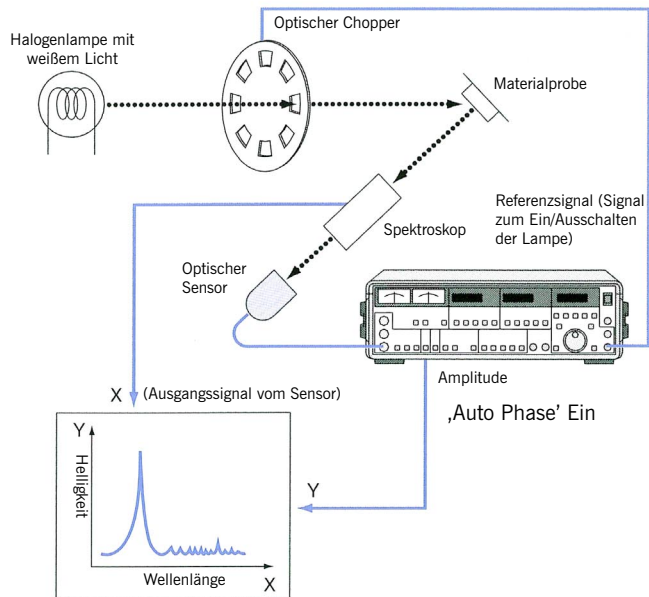 Optischer Chopper
Halogenlampe mit
weißem Licht
Materialprobe
Referenzsignal (Signal
zum Ein/Ausschalten
der Lampe)
Spektroskop
Optischer
Sensor
Amplitude
X (Ausgangssignal vom Sensor)
‚Auto Phase’ Ein
Y
Helligkeit
Y
Wellenlänge
X